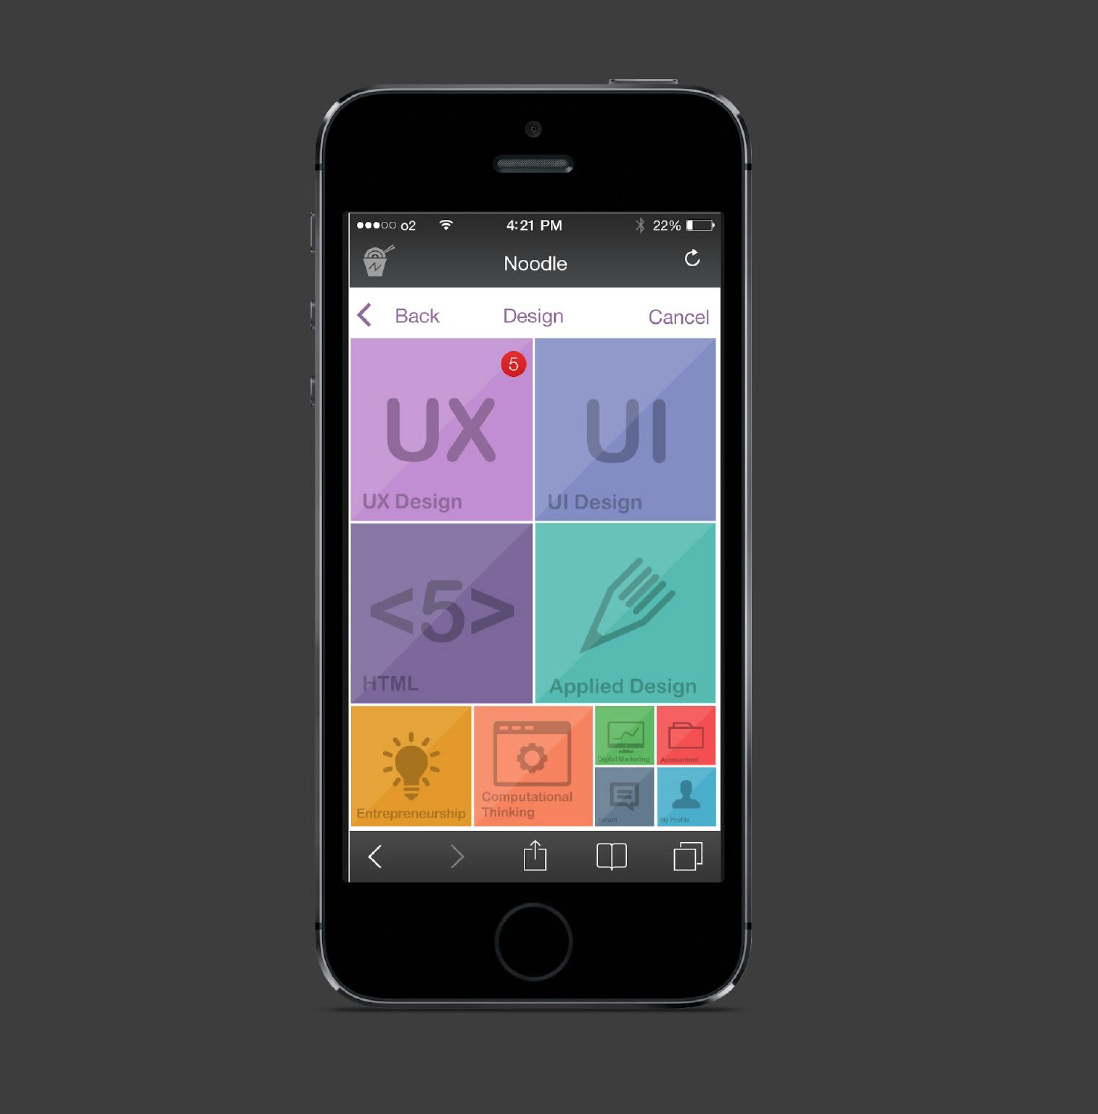 o2 4:21 PM 22%
Noodle
Back Design Cancel
5
UX UI
UX Design UI Design
<5>
HTML Applied Design
Digital Marketing Assessment
Computational
Thinking
Entrepreneurship
Forum My Profile